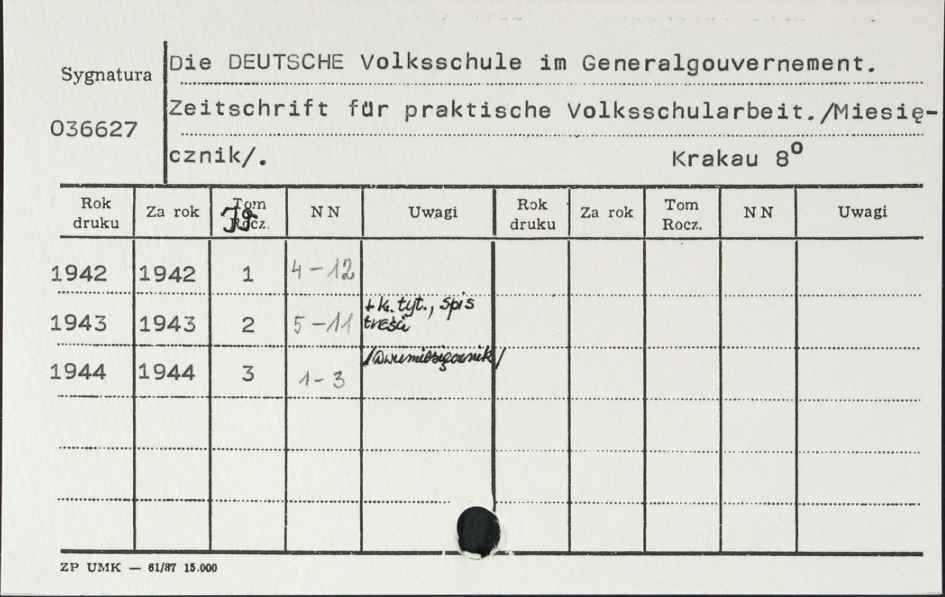 Die DEUTSCHE Volksschule im Generalgouvernement.
Sygnatura
Zeitschrift für praktische Volksschularbeit./Miesię-
036627
cznik/. Krakau 8º
Rok druku Za rok Tom Rocz. Jg NN Uwagi Rok druku Za rok Tom Rocz. NN Uwagi
1942 1942 1 4-12
1943 1943 2 5-11 + k. tyt., spis treści
1944 1944 3 1-3 /dwumiesięcznik/
ZP UMK — 61/87 15.000